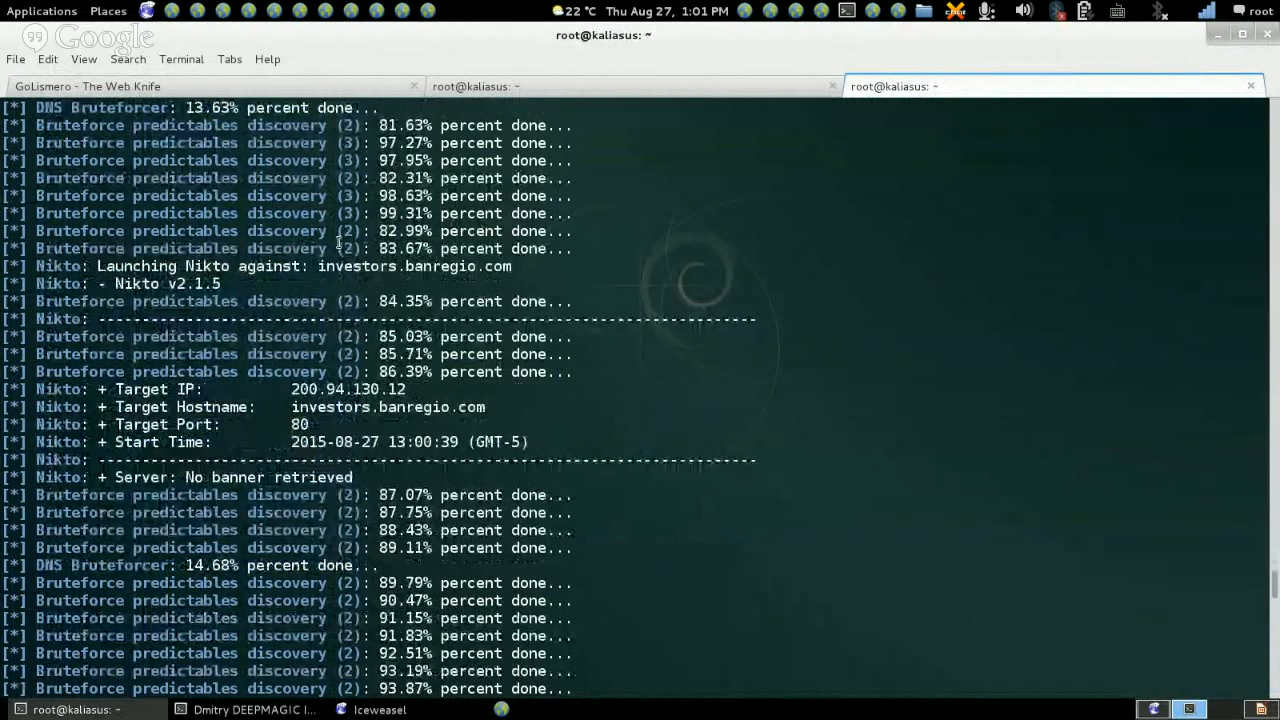 Applications Places 22 °C Thu Aug 27, 1:01 PM root
Google
root@kaliasus: ~
File Edit View Search Terminal Tabs Help
GoLismero - The Web Knife root@kaliasus: ~ root@kaliasus: ~
[*] DNS Bruteforcer: 13.63% percent done...
[*] Bruteforce predictables discovery (2): 81.63% percent done...
[*] Bruteforce predictables discovery (3): 97.27% percent done...
[*] Bruteforce predictables discovery (3): 97.95% percent done...
[*] Bruteforce predictables discovery (2): 82.31% percent done...
[*] Bruteforce predictables discovery (3): 98.63% percent done...
[*] Bruteforce predictables discovery (3): 99.31% percent done...
[*] Bruteforce predictables discovery (2): 82.99% percent done...
[*] Bruteforce predictables discovery (2): 83.67% percent done...
[*] Nikto: Launching Nikto against: investors.banregio.com
[*] Nikto: - Nikto v2.1.5
[*] Bruteforce predictables discovery (2): 84.35% percent done...
[*] Nikto: ---------------------------------------------------------------------------
[*] Bruteforce predictables discovery (2): 85.03% percent done...
[*] Bruteforce predictables discovery (2): 85.71% percent done...
[*] Bruteforce predictables discovery (2): 86.39% percent done...
[*] Nikto: + Target IP: 200.94.130.12
[*] Nikto: + Target Hostname: investors.banregio.com
[*] Nikto: + Target Port: 80
[*] Nikto: + Start Time: 2015-08-27 13:00:39 (GMT-5)
[*] Nikto: ---------------------------------------------------------------------------
[*] Nikto: + Server: No banner retrieved
[*] Bruteforce predictables discovery (2): 87.07% percent done...
[*] Bruteforce predictables discovery (2): 87.75% percent done...
[*] Bruteforce predictables discovery (2): 88.43% percent done...
[*] Bruteforce predictables discovery (2): 89.11% percent done...
[*] DNS Bruteforcer: 14.68% percent done...
[*] Bruteforce predictables discovery (2): 89.79% percent done...
[*] Bruteforce predictables discovery (2): 90.47% percent done...
[*] Bruteforce predictables discovery (2): 91.15% percent done...
[*] Bruteforce predictables discovery (2): 91.83% percent done...
[*] Bruteforce predictables discovery (2): 92.51% percent done...
[*] Bruteforce predictables discovery (2): 93.19% percent done...
[*] Bruteforce predictables discovery (2): 93.87% percent done...
root@kaliasus: ~ Dmitry DEEPMAGIC I... Iceweasel